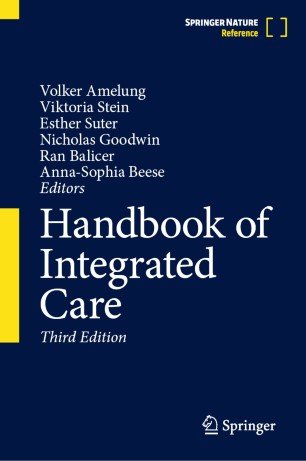 SPRINGER NATURE
Reference
Volker Amelung
Viktoria Stein
Esther Suter
Nicholas Goodwin
Ran Balicer
Anna-Sophia Beese
Editors
Handbook of
Integrated
Care
Third Edition
Springer